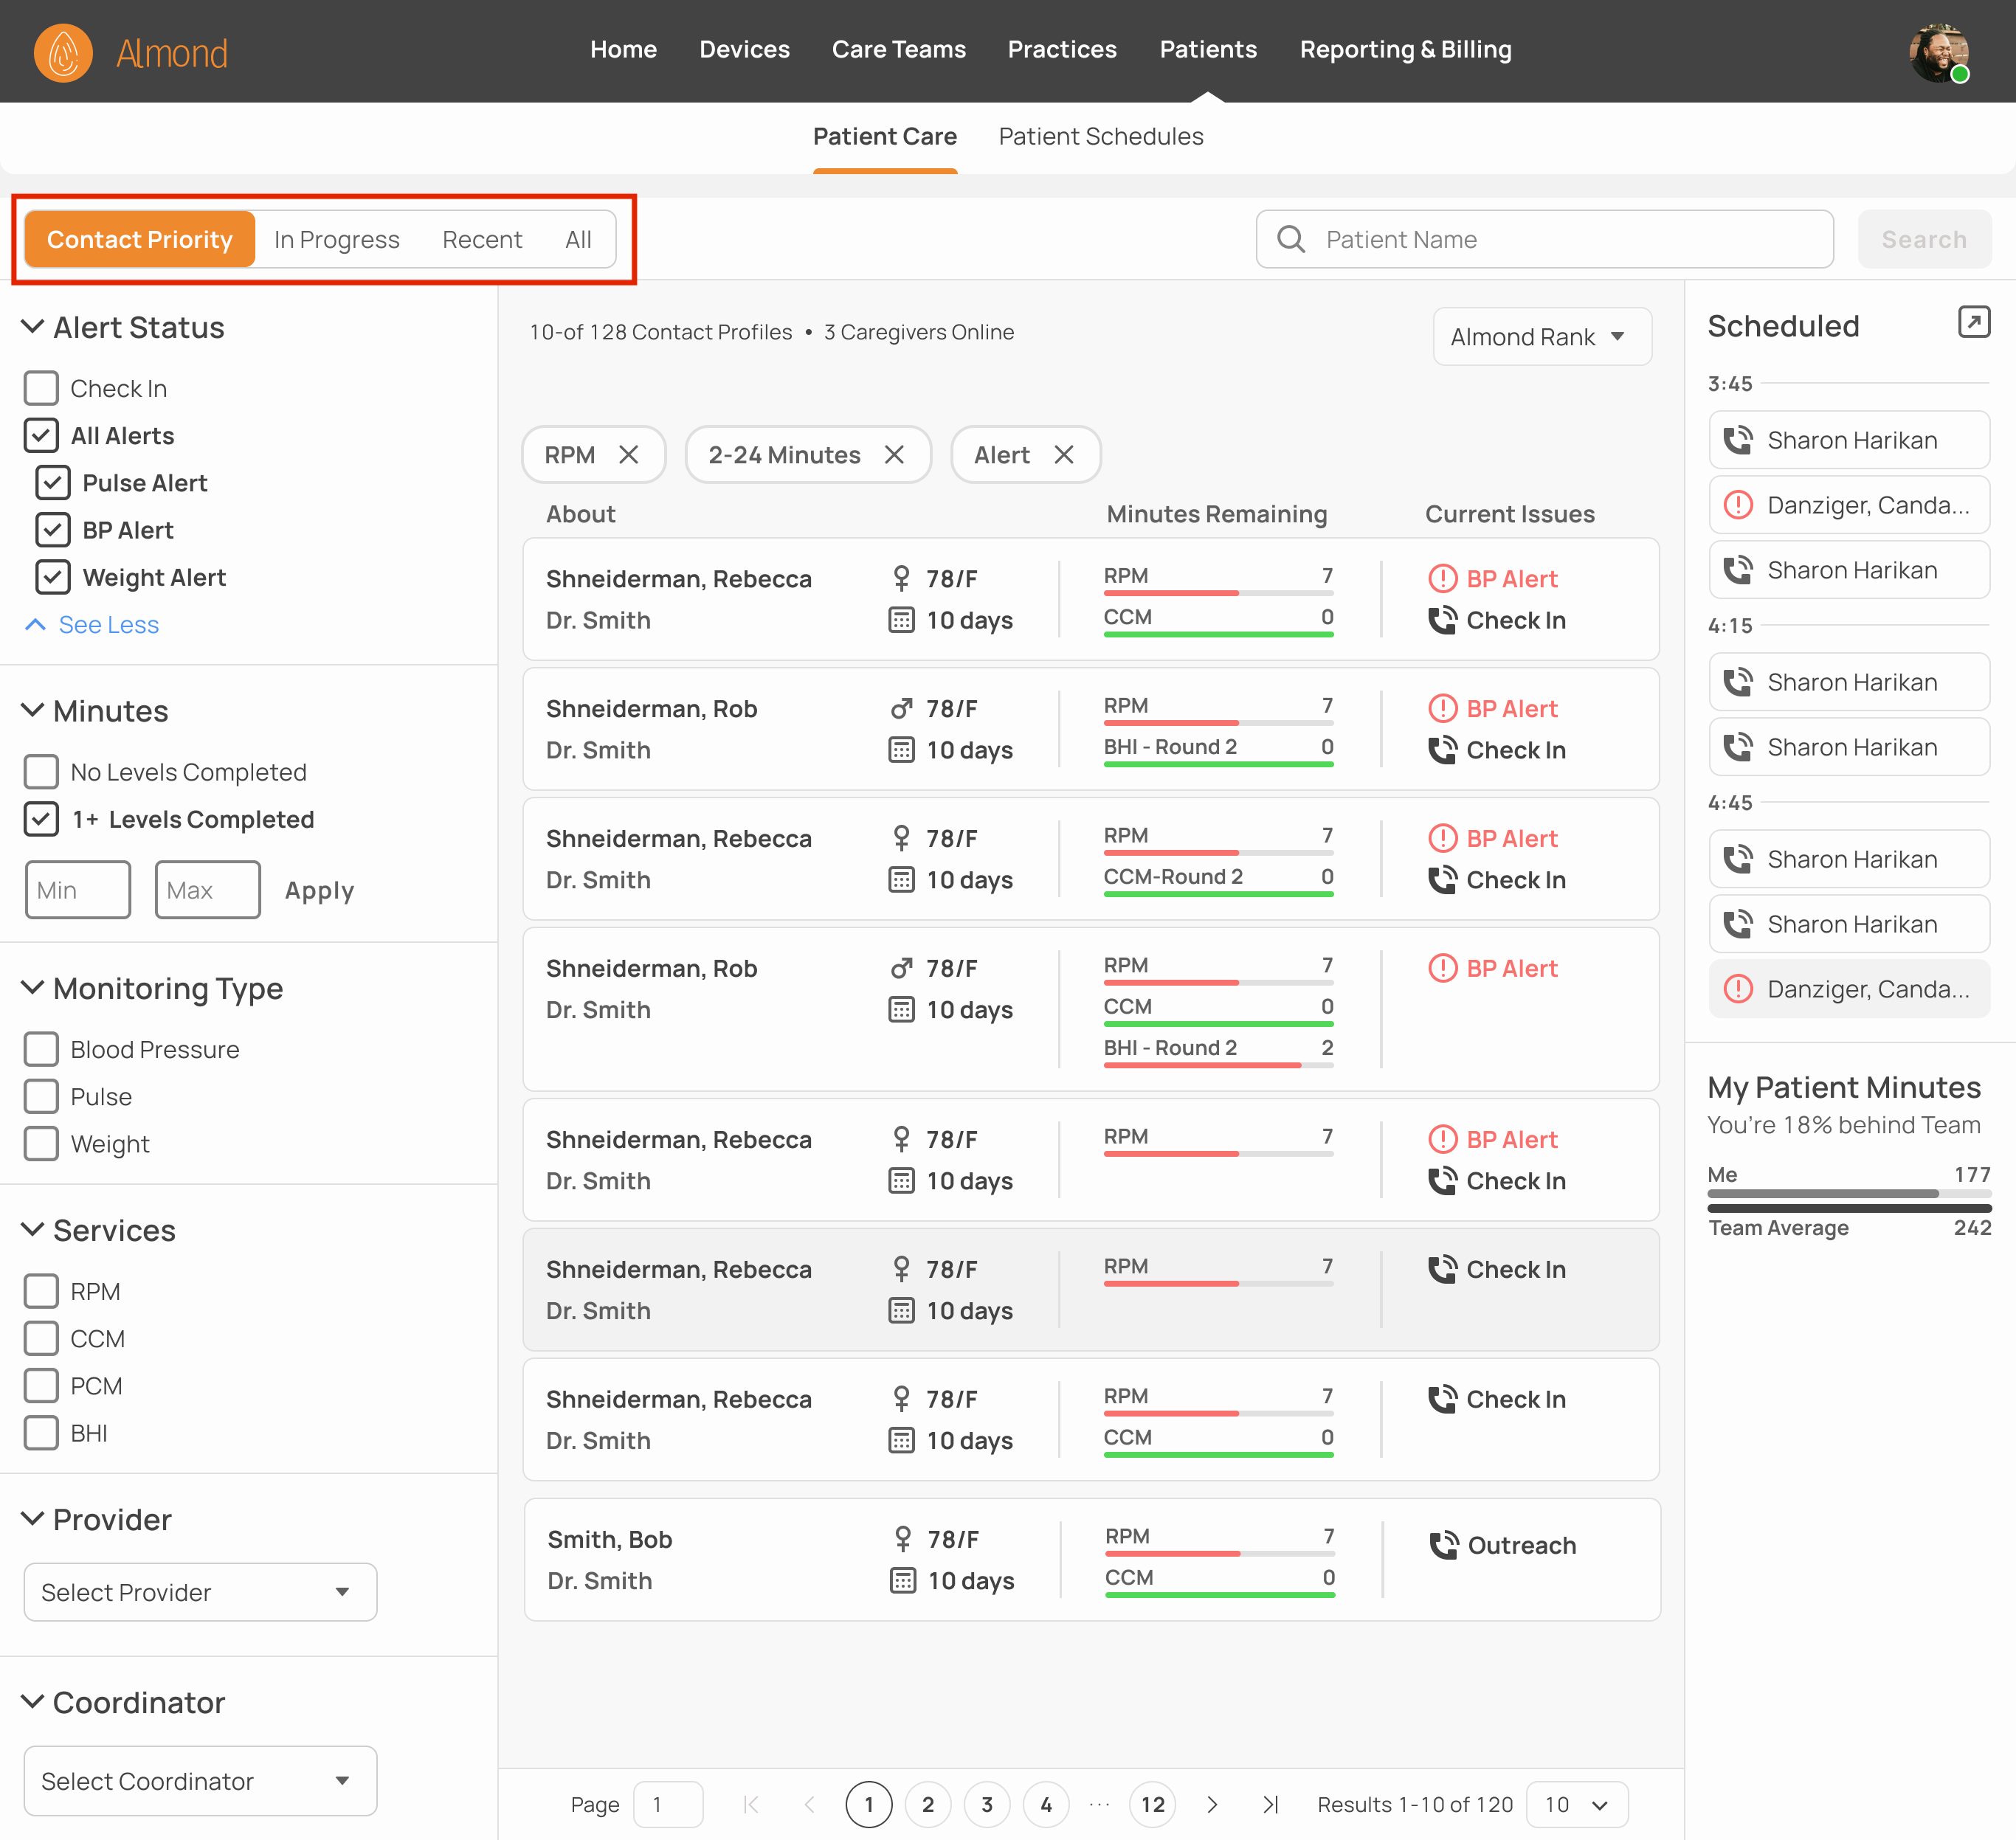 Almond
Home
Devices
Care Teams
Practices
Patients
Reporting & Billing
Patient Care
Patient Schedules
Contact Priority
In Progress
Recent
All
Patient Name
Search
Alert Status
Check In
All Alerts
Pulse Alert
BP Alert
Weight Alert
See Less
Minutes
No Levels Completed
1+ Levels Completed
Min
Max
Apply
Monitoring Type
Blood Pressure
Pulse
Weight
Services
RPM
CCM
PCM
BHI
Provider
Select Provider
Coordinator
Select Coordinator
10-of 128 Contact Profiles • 3 Caregivers Online
Almond Rank
RPM
2-24 Minutes
Alert
About
Minutes Remaining
Current Issues
Shneiderman, Rebecca
Dr. Smith
78/F
10 days
RPM 7
CCM 0
BP Alert
Check In
Shneiderman, Rob
Dr. Smith
78/F
10 days
RPM 7
BHI - Round 2 0
BP Alert
Check In
Shneiderman, Rebecca
Dr. Smith
78/F
10 days
RPM 7
CCM-Round 2 0
BP Alert
Check In
Shneiderman, Rob
Dr. Smith
78/F
10 days
RPM 7
CCM 0
BHI - Round 2 2
BP Alert
Shneiderman, Rebecca
Dr. Smith
78/F
10 days
RPM 7
BP Alert
Check In
Shneiderman, Rebecca
Dr. Smith
78/F
10 days
RPM 7
Check In
Shneiderman, Rebecca
Dr. Smith
78/F
10 days
RPM 7
CCM 0
Check In
Smith, Bob
Dr. Smith
78/F
10 days
RPM 7
CCM 0
Outreach
Page 1
1 2 3 4 ... 12
Results 1-10 of 120
10
Scheduled
3:45
Sharon Harikan
Danziger, Canda...
Sharon Harikan
4:15
Sharon Harikan
Sharon Harikan
4:45
Sharon Harikan
Sharon Harikan
Danziger, Canda...
My Patient Minutes
You're 18% behind Team
Me 177
Team Average 242